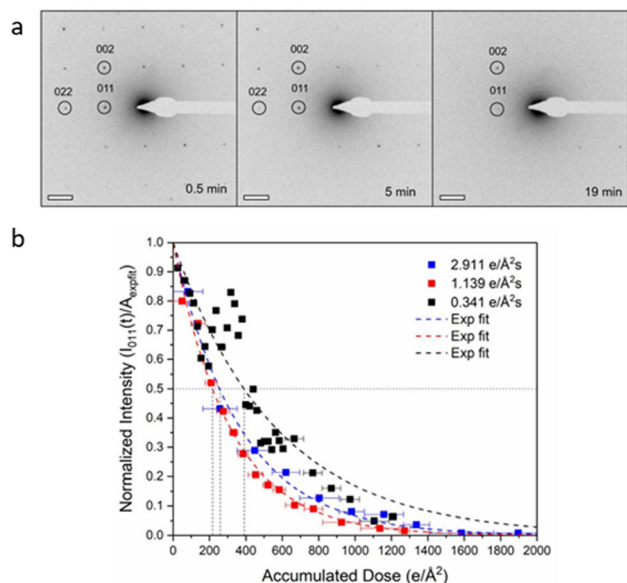 a
002
022
011
0.5 min
002
022
011
5 min
002
011
19 min
b
Normalized Intensity (I₀₁₁(t)/A_expfit)
1.0
0.9
0.8
0.7
0.6
0.5
0.4
0.3
0.2
0.1
0.0
2.911 e/Å²s
1.139 e/Å²s
0.341 e/Å²s
Exp fit
Exp fit
Exp fit
0 200 400 600 800 1000 1200 1400 1600 1800 2000
Accumulated Dose (e/Å²)